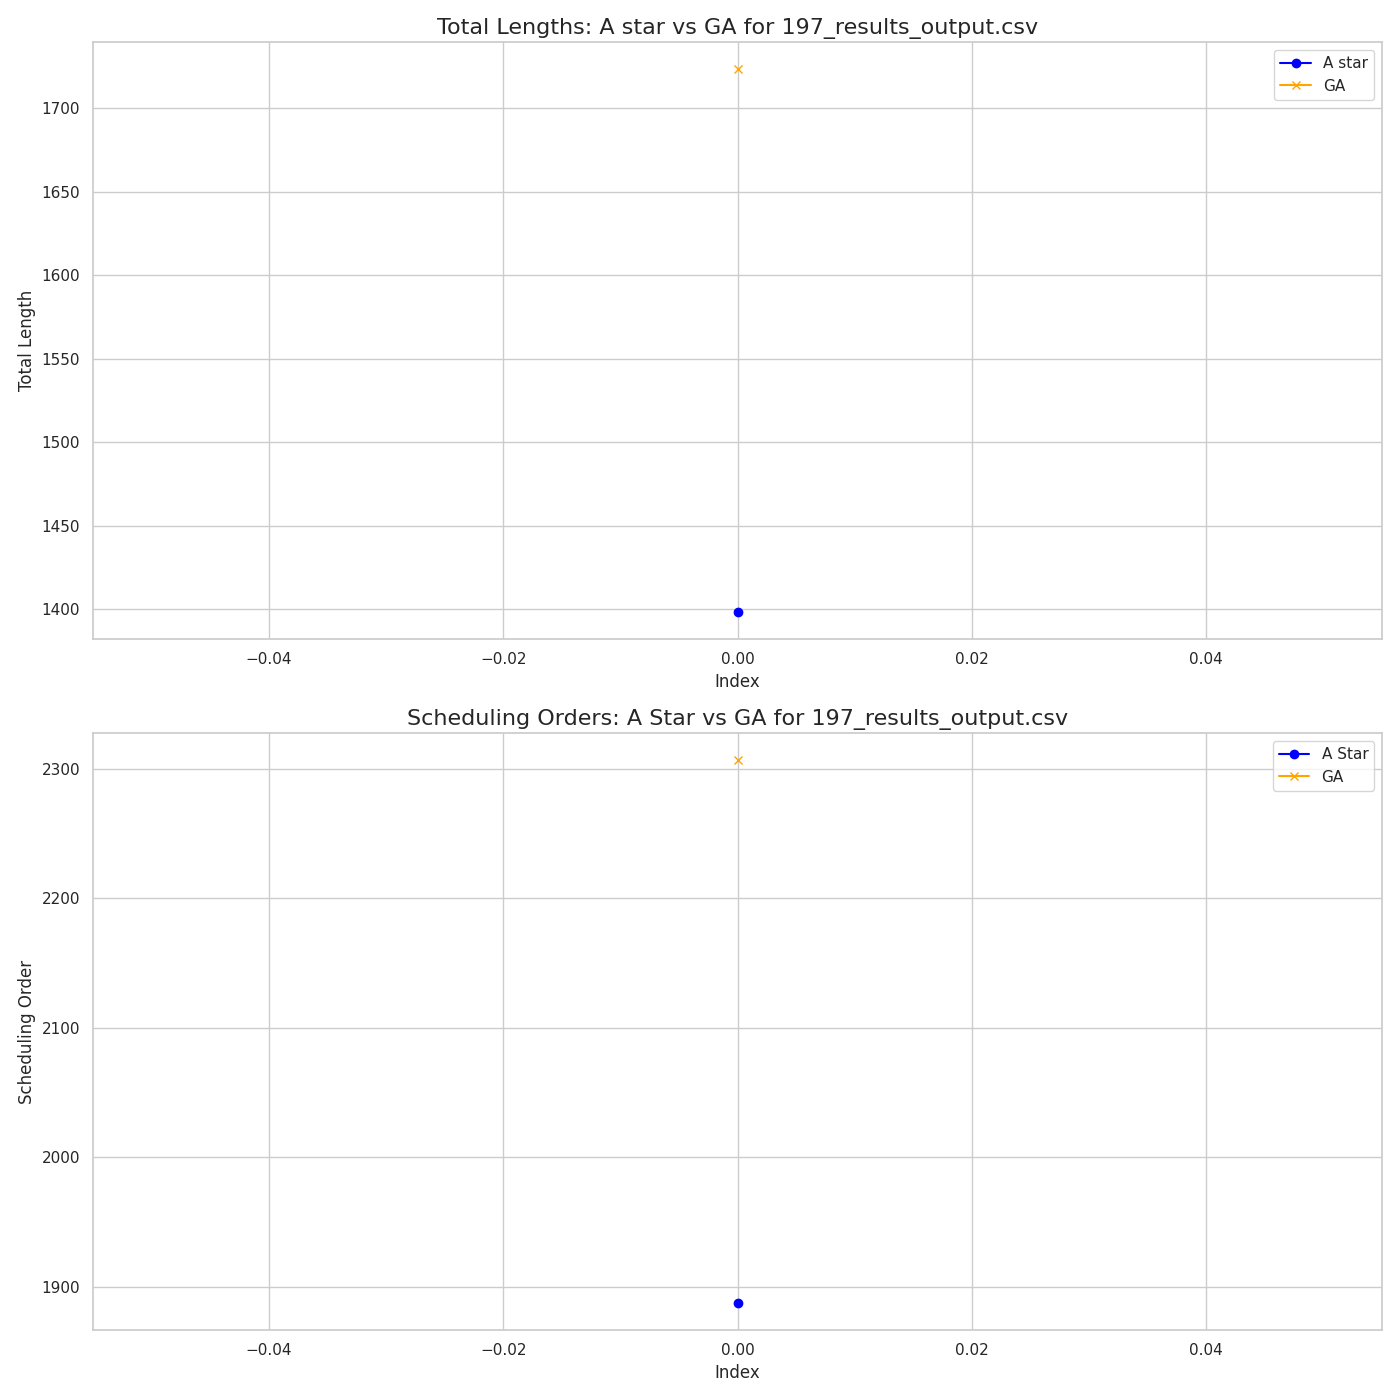 Total Lengths: A star vs GA for 197_results_output.csv
A star
GA
1700
1650
1600
1550
1500
1450
1400
Total Length
−0.04
−0.02
0.00
0.02
0.04
Index
Scheduling Orders: A Star vs GA for 197_results_output.csv
A Star
GA
2300
2200
2100
2000
1900
Scheduling Order
−0.04
−0.02
0.00
0.02
0.04
Index